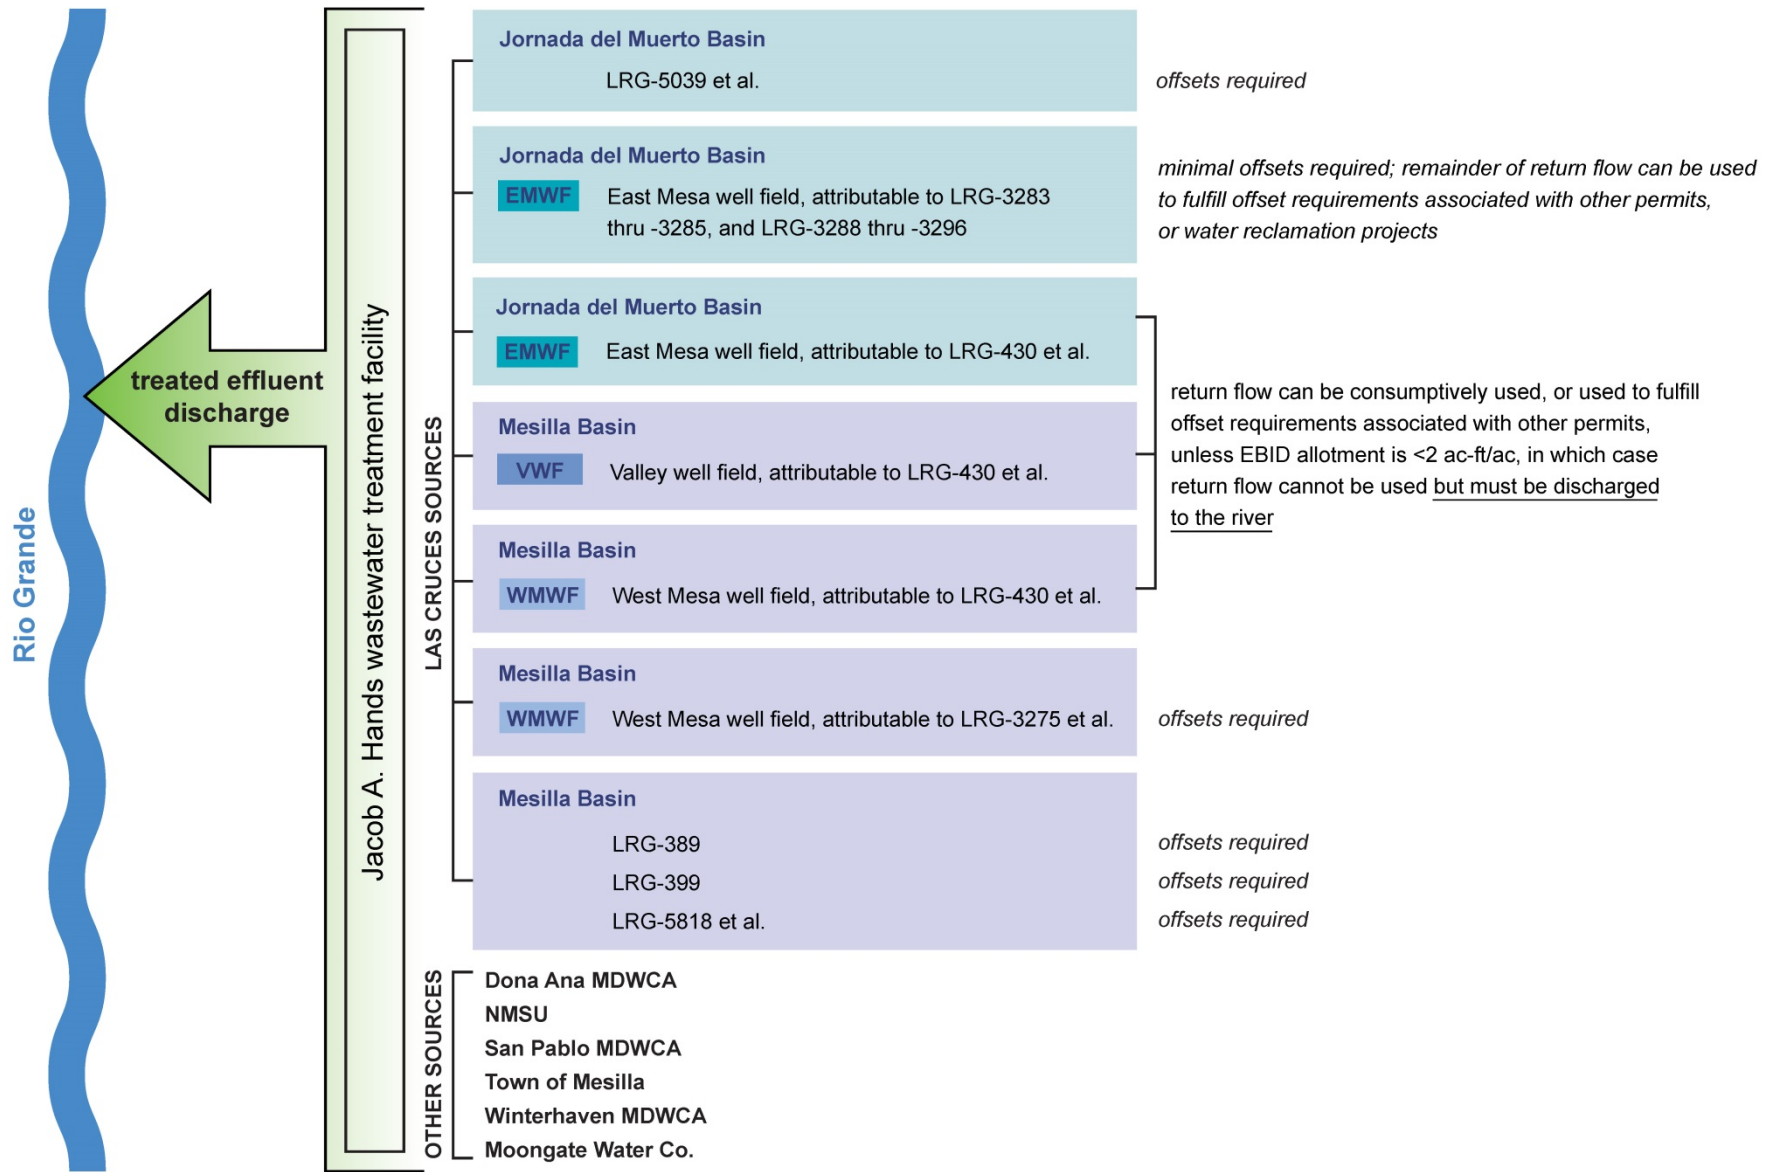 Rio Grande
treated effluent
discharge
Jacob A. Hands wastewater treatment facility
LAS CRUCES SOURCES
Jornada del Muerto Basin
LRG-5039 et al.
offsets required
Jornada del Muerto Basin
EMWF
East Mesa well field, attributable to LRG-3283
thru -3285, and LRG-3288 thru -3296
minimal offsets required; remainder of return flow can be used
to fulfill offset requirements associated with other permits,
or water reclamation projects
Jornada del Muerto Basin
EMWF
East Mesa well field, attributable to LRG-430 et al.
Mesilla Basin
VWF
Valley well field, attributable to LRG-430 et al.
Mesilla Basin
WMWF
West Mesa well field, attributable to LRG-430 et al.
return flow can be consumptively used, or used to fulfill
offset requirements associated with other permits,
unless EBID allotment is <2 ac-ft/ac, in which case
return flow cannot be used but must be discharged
to the river
Mesilla Basin
WMWF
West Mesa well field, attributable to LRG-3275 et al.
offsets required
Mesilla Basin
LRG-389
offsets required
LRG-399
offsets required
LRG-5818 et al.
offsets required
OTHER SOURCES
Dona Ana MDWCA
NMSU
San Pablo MDWCA
Town of Mesilla
Winterhaven MDWCA
Moongate Water Co.